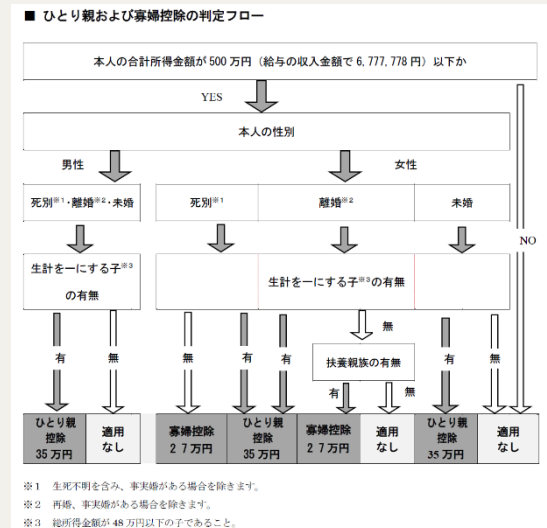 ■ ひとり親および寡婦控除の判定フロー
本人の合計所得金額が 500 万円（給与の収入金額で 6,777,778 円）以下か
YES
本人の性別
男性
女性
死別※1・離婚※2・未婚
死別※1
離婚※2
未婚
NO
生計を一にする子※3
の有無
生計を一にする子※3の有無
無
扶養親族の有無
有
無
無
有
有
有
無
有
無
ひとり親
控除
35 万円
適用
なし
寡婦控除
２７万円
ひとり親
控除
35 万円
寡婦控除
２７万円
適用
なし
ひとり親
控除
35 万円
適用
なし
※1 生死不明を含み、事実婚がある場合を除きます。
※2 再婚、事実婚がある場合を除きます。
※3 総所得金額が 48 万円以下の子であること。